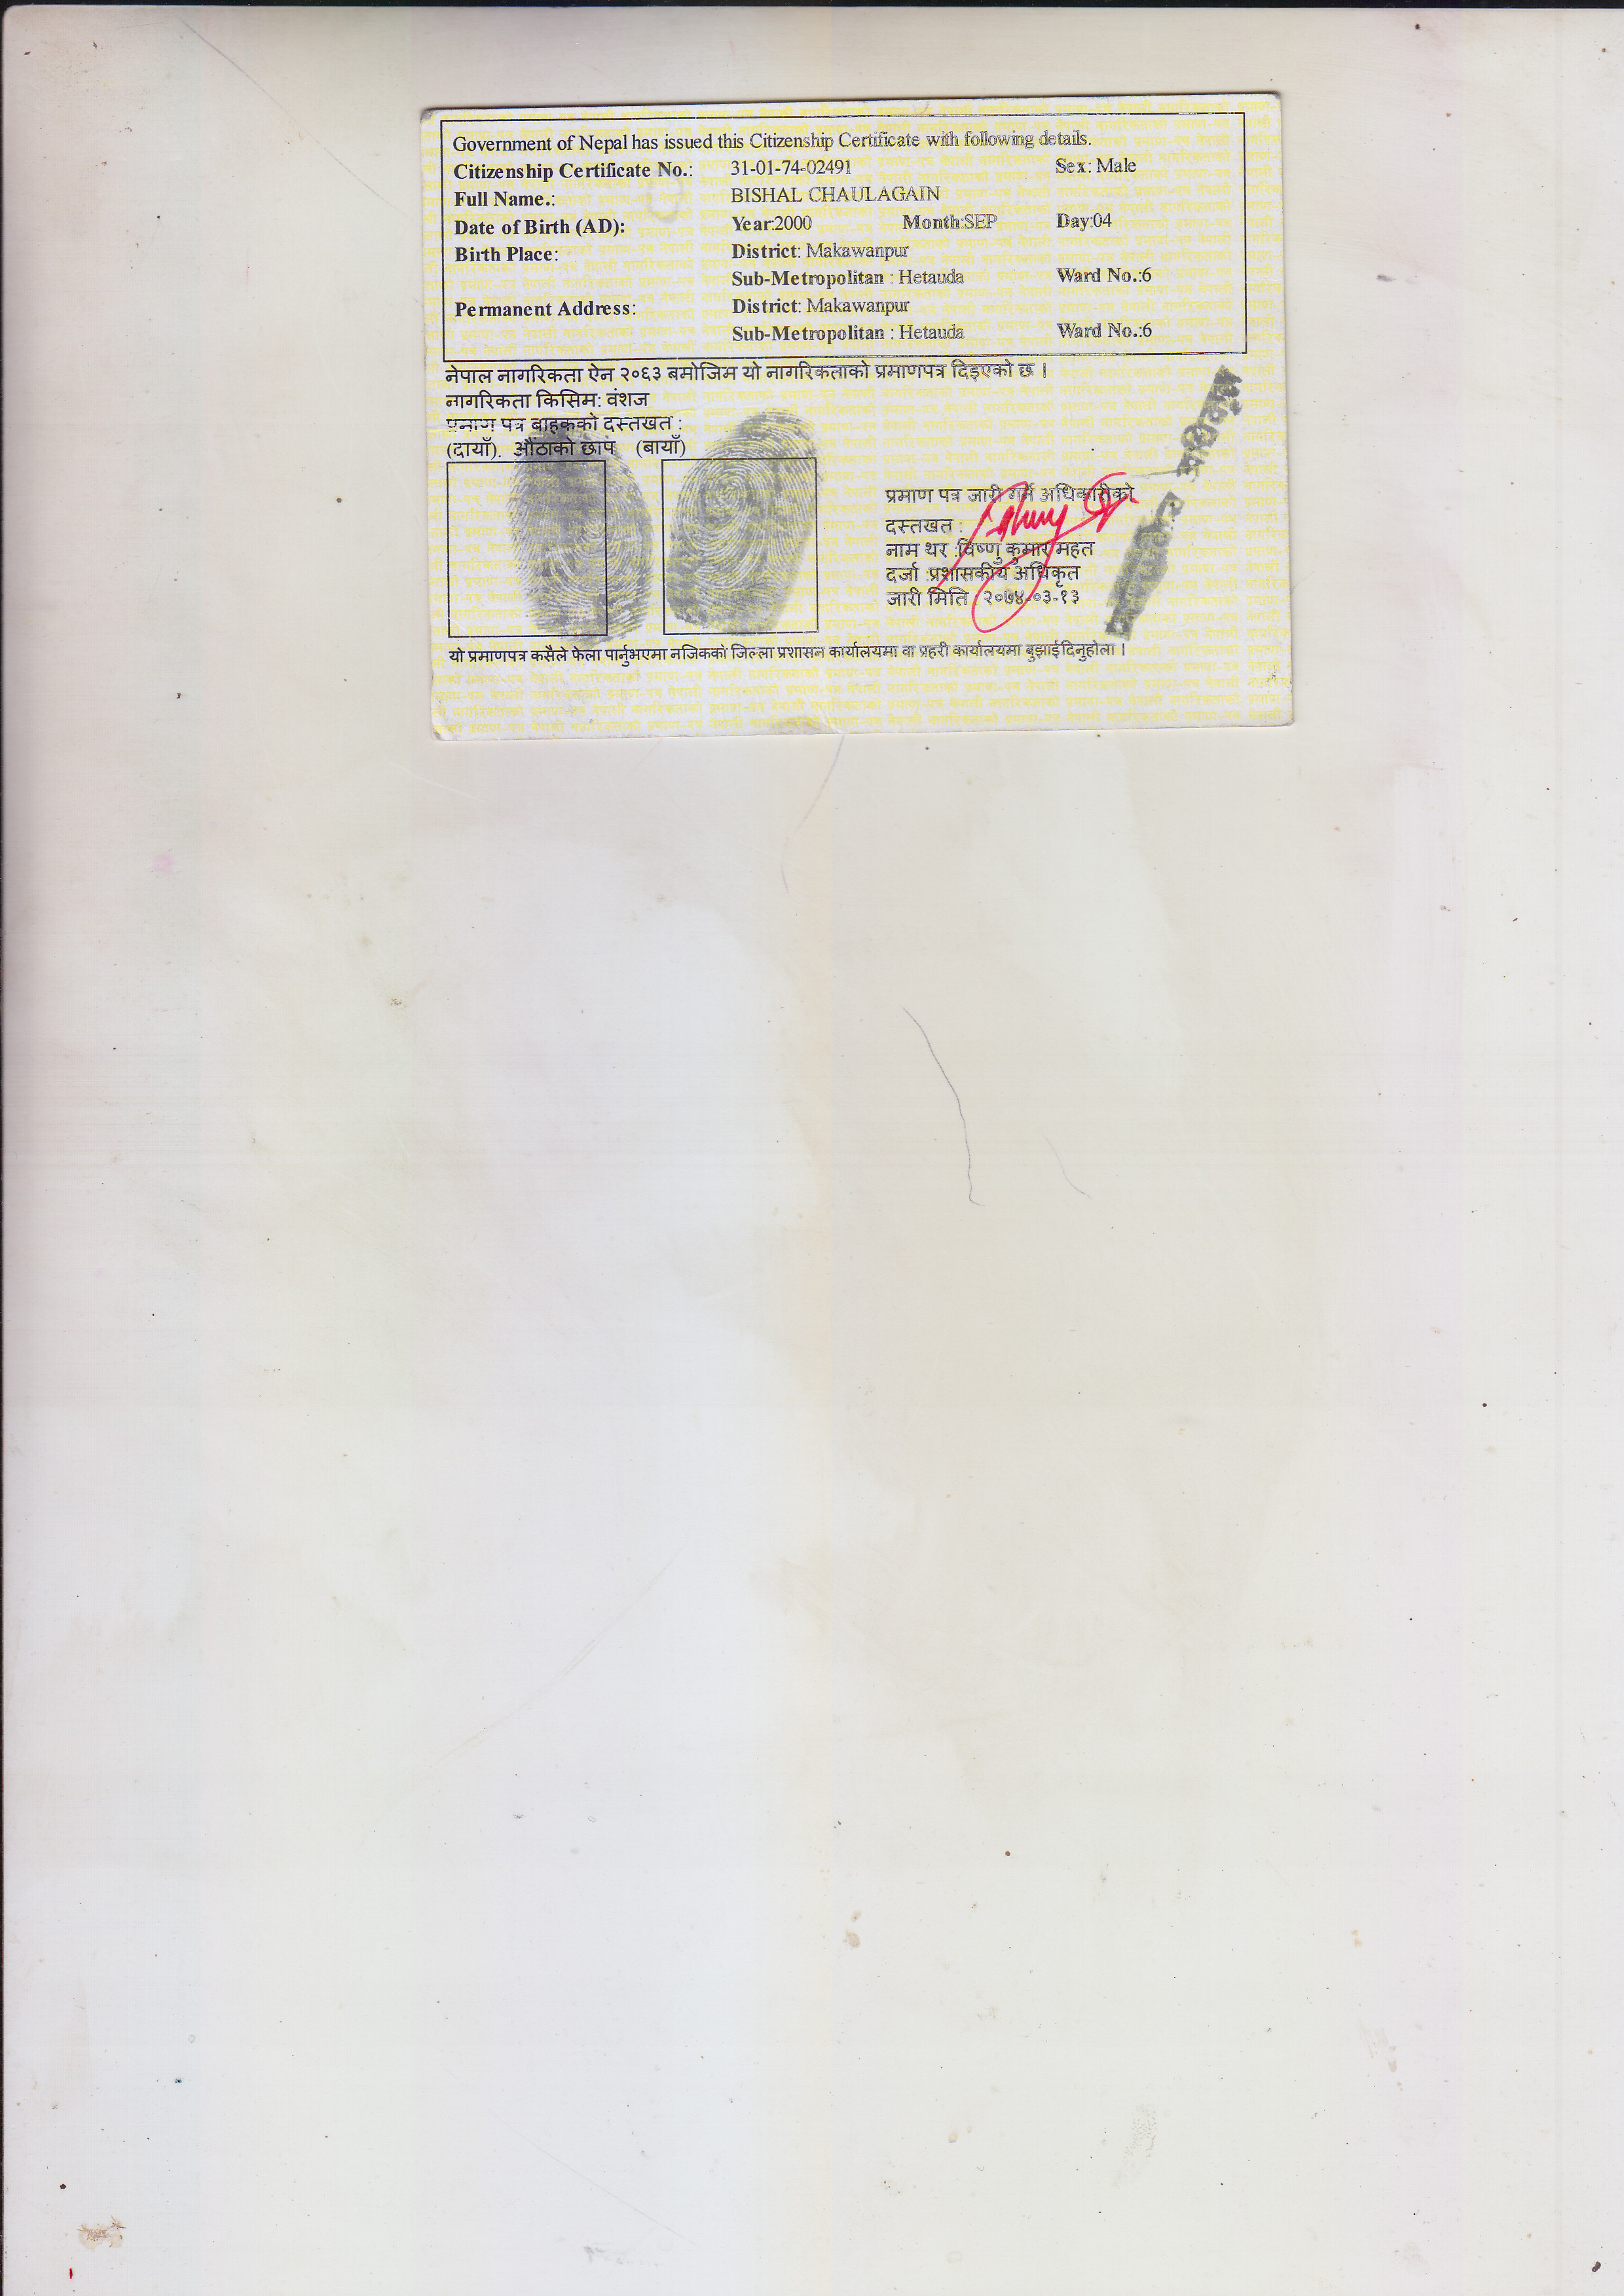 Government of Nepal has issued this Citizenship Certificate with following details.
Citizenship Certificate No.: 31-01-74-02491 Sex: Male
Full Name.: BISHAL CHAULAGAIN
Date of Birth (AD): Year:2000 Month:SEP Day:04
Birth Place: District: Makawanpur
Sub-Metropolitan : Hetauda Ward No.:6
Permanent Address: District: Makawanpur
Sub-Metropolitan : Hetauda Ward No.:6
नेपाल नागरिकता ऐन २०६३ बमोजिम यो नागरिकताको प्रमाणपत्र दिइएको छ ।
नागरिकता किसिम: वंशज
प्रमाण पत्र बाहकको दस्तखत :
(दायाँ). औंठाको छाप (बायाँ)
प्रमाण पत्र जारी गर्ने अधिकारीको
दस्तखत :
नाम थर :विष्णु कुमार महत
दर्जा :प्रशासकीय अधिकृत
जारी मिति : २०७४-०३-१३
यो प्रमाणपत्र कसैले फेला पार्नुभएमा नजिकको जिल्ला प्रशासन कार्यालयमा वा प्रहरी कार्यालयमा बुझाईदिनुहोला ।